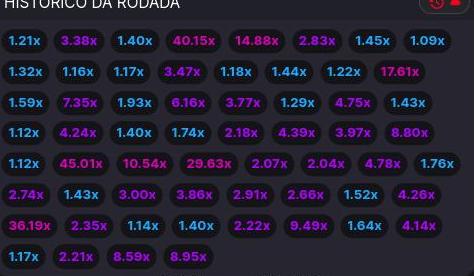 HISTÓRICO DA RODADA
1.21x 3.38x 1.40x 40.15x 14.88x 2.83x 1.45x 1.09x
1.32x 1.16x 1.17x 3.47x 1.18x 1.44x 1.22x 17.61x
1.59x 7.35x 1.93x 6.16x 3.77x 1.29x 4.75x 1.43x
1.12x 4.24x 1.40x 1.74x 2.18x 4.39x 3.97x 8.80x
1.12x 45.01x 10.54x 29.63x 2.07x 2.04x 4.78x 1.76x
2.74x 1.43x 3.00x 3.86x 2.91x 2.66x 1.52x 4.26x
36.19x 2.35x 1.14x 1.40x 2.22x 9.49x 1.64x 4.14x
1.17x 2.21x 8.59x 8.95x